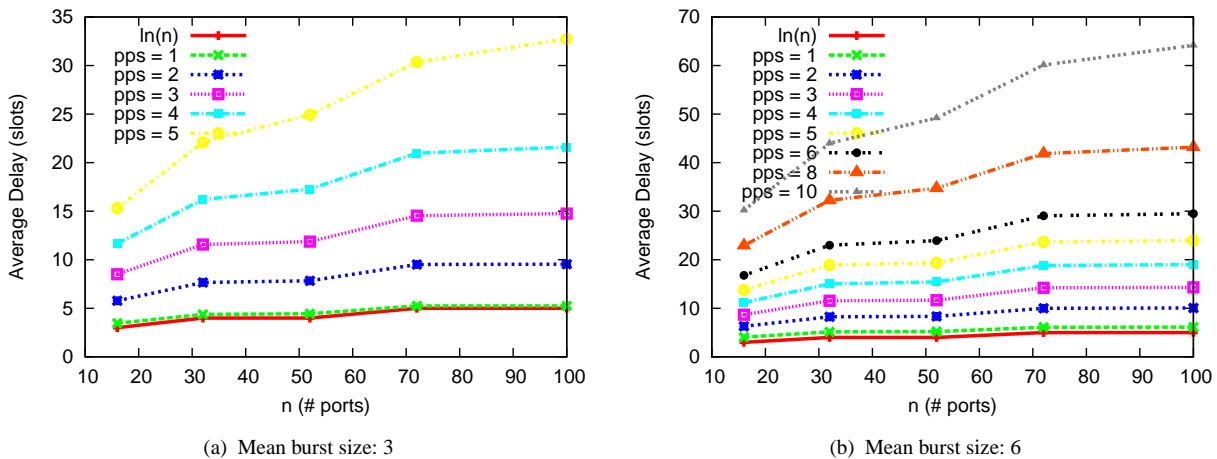 35
30
25
20
15
10
5
0
Average Delay (slots)
ln(n)
pps = 1
pps = 2
pps = 3
pps = 4
pps = 5
10 20 30 40 50 60 70 80 90 100
n (# ports)
(a) Mean burst size: 3
70
60
50
40
30
20
10
0
Average Delay (slots)
ln(n)
pps = 1
pps = 2
pps = 3
pps = 4
pps = 5
pps = 6
pps = 8
pps = 10
10 20 30 40 50 60 70 80 90 100
n (# ports)
(b) Mean burst size: 6